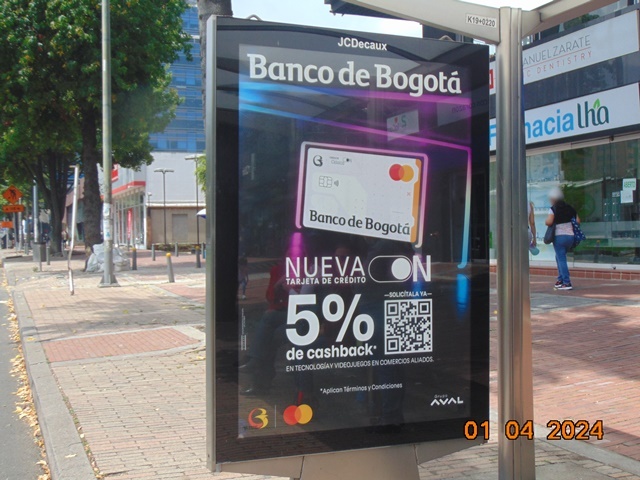 K19+0220
JCDecaux
Banco de Bogotá
Banco de Bogotá
NUEVA ON
TARJETA DE CRÉDITO
5%
de cashback*
SOLICÍTALA YA
EN TECNOLOGÍA Y VIDEOJUEGOS EN COMERCIOS ALIADOS.
*Aplican Términos y Condiciones
grupo
AVAL
ANUEL ZARATE
C DENTISTRY
macia lha
01 04 2024